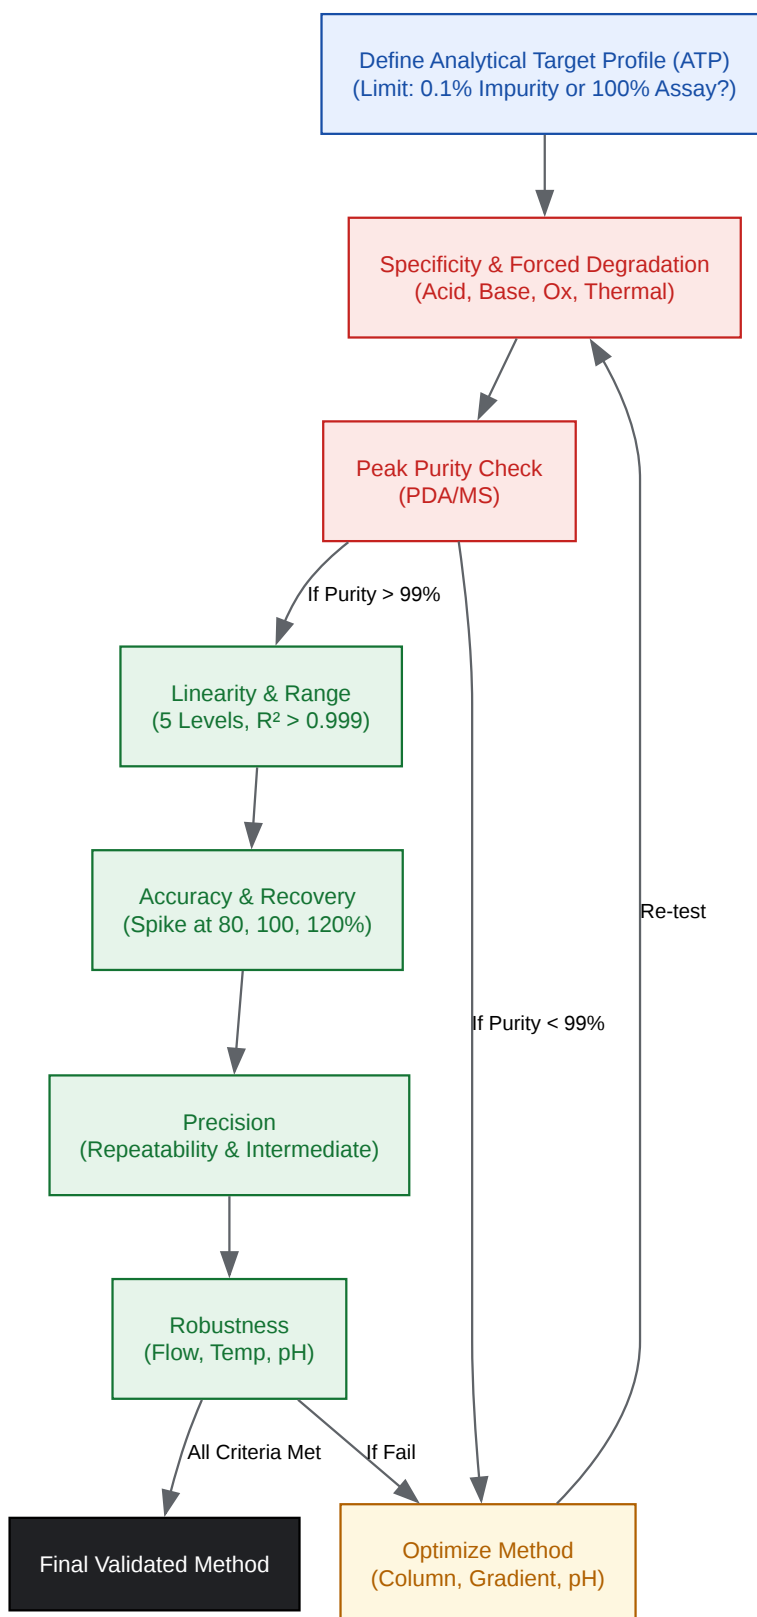 Define Analytical Target Profile (ATP)
(Limit: 0.1% Impurity or 100% Assay?)
Specificity & Forced Degradation
(Acid, Base, Ox, Thermal)
Peak Purity Check
(PDA/MS)
If Purity > 99%
Linearity & Range
(5 Levels, R² > 0.999)
Accuracy & Recovery
(Spike at 80, 100, 120%)
Re-test
If Purity < 99%
Precision
(Repeatability & Intermediate)
Robustness
(Flow, Temp, pH)
All Criteria Met
If Fail
Final Validated Method
Optimize Method
(Column, Gradient, pH)